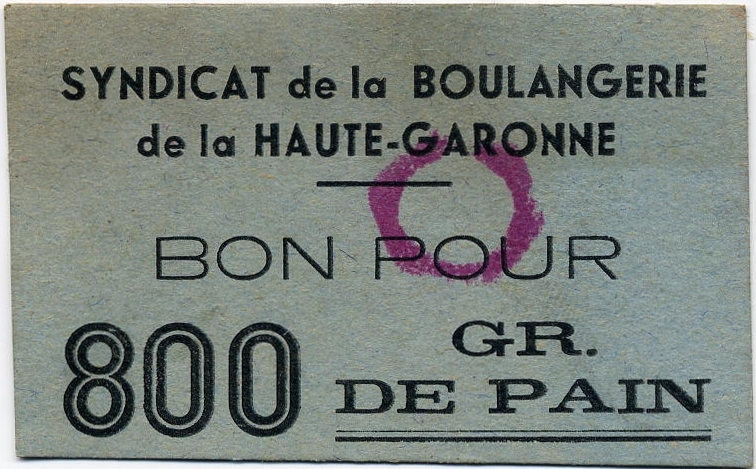 SYNDICAT de la BOULANGERIE
de la HAUTE-GARONNE
BON POUR
800 GR.
DE PAIN